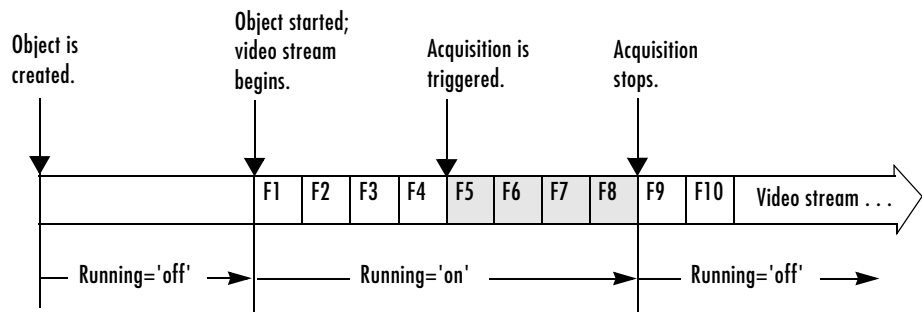 Object is
created.
Object started;
video stream
begins.
Acquisition is
triggered.
Acquisition
stops.
F1 F2 F3 F4 F5 F6 F7 F8 F9 F10 Video stream . . .
Running='off' Running='on' Running='off'